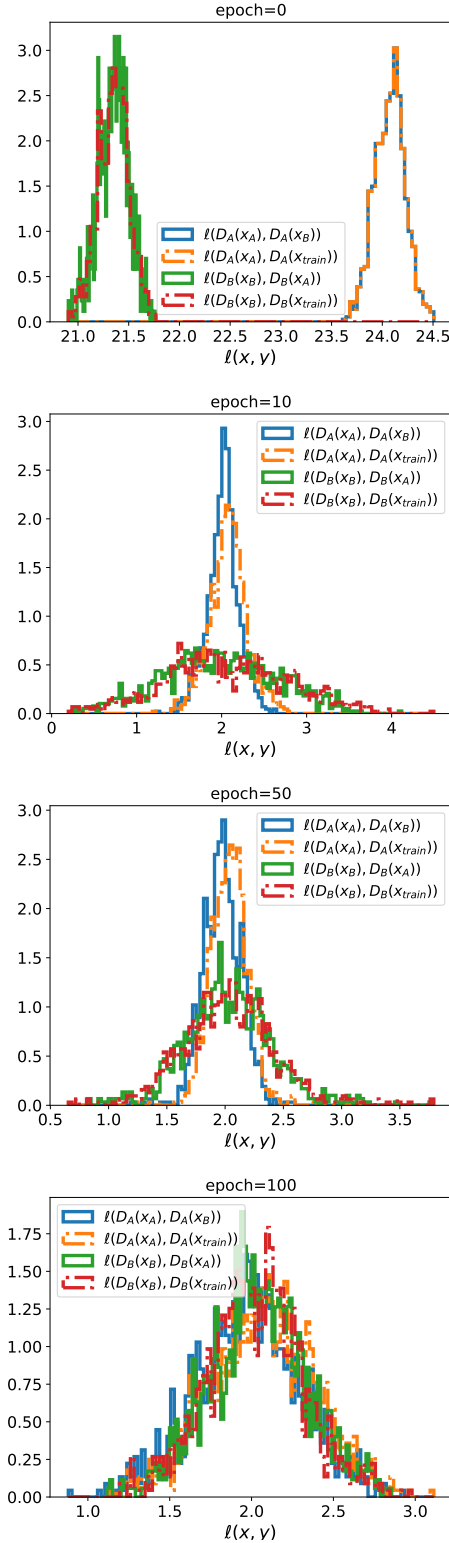 epoch=0
3.0
2.5
2.0
1.5
1.0
0.5
0.0
ℓ(D_A(x_A), D_A(x_B))
ℓ(D_A(x_A), D_A(x_train))
ℓ(D_B(x_B), D_B(x_A))
ℓ(D_B(x_B), D_B(x_train))
21.0 21.5 22.0 22.5 23.0 23.5 24.0 24.5
ℓ(x, y)
epoch=10
3.0
2.5
2.0
1.5
1.0
0.5
0.0
ℓ(D_A(x_A), D_A(x_B))
ℓ(D_A(x_A), D_A(x_train))
ℓ(D_B(x_B), D_B(x_A))
ℓ(D_B(x_B), D_B(x_train))
0 1 2 3 4
ℓ(x, y)
epoch=50
3.0
2.5
2.0
1.5
1.0
0.5
0.0
ℓ(D_A(x_A), D_A(x_B))
ℓ(D_A(x_A), D_A(x_train))
ℓ(D_B(x_B), D_B(x_A))
ℓ(D_B(x_B), D_B(x_train))
0.5 1.0 1.5 2.0 2.5 3.0 3.5
ℓ(x, y)
epoch=100
1.75
1.50
1.25
1.00
0.75
0.50
0.25
0.00
ℓ(D_A(x_A), D_A(x_B))
ℓ(D_A(x_A), D_A(x_train))
ℓ(D_B(x_B), D_B(x_A))
ℓ(D_B(x_B), D_B(x_train))
1.0 1.5 2.0 2.5 3.0
ℓ(x, y)